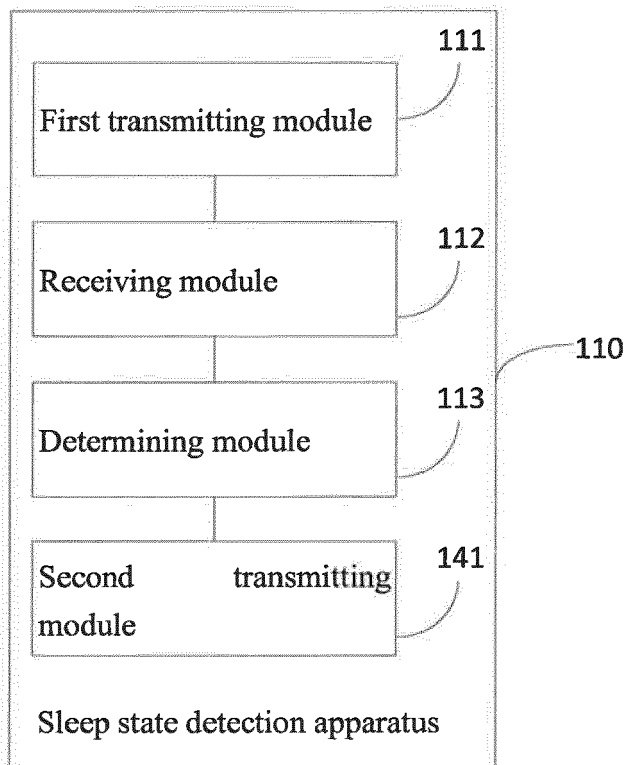 111
First transmitting module
112
Receiving module
110
113
Determining module
141
Second transmitting
module
Sleep state detection apparatus